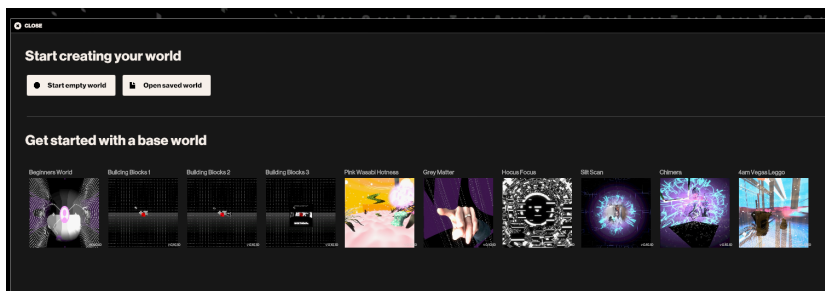 CLOSE
Start creating your world
Start empty world
Open saved world
Get started with a base world
Beginners World
Building Blocks 1
Building Blocks 2
Building Blocks 3
Pink Wasabi Hotness
Grey Matter
Hocus Focus
Slit Scan
Chimera
4am Vegas Leggo